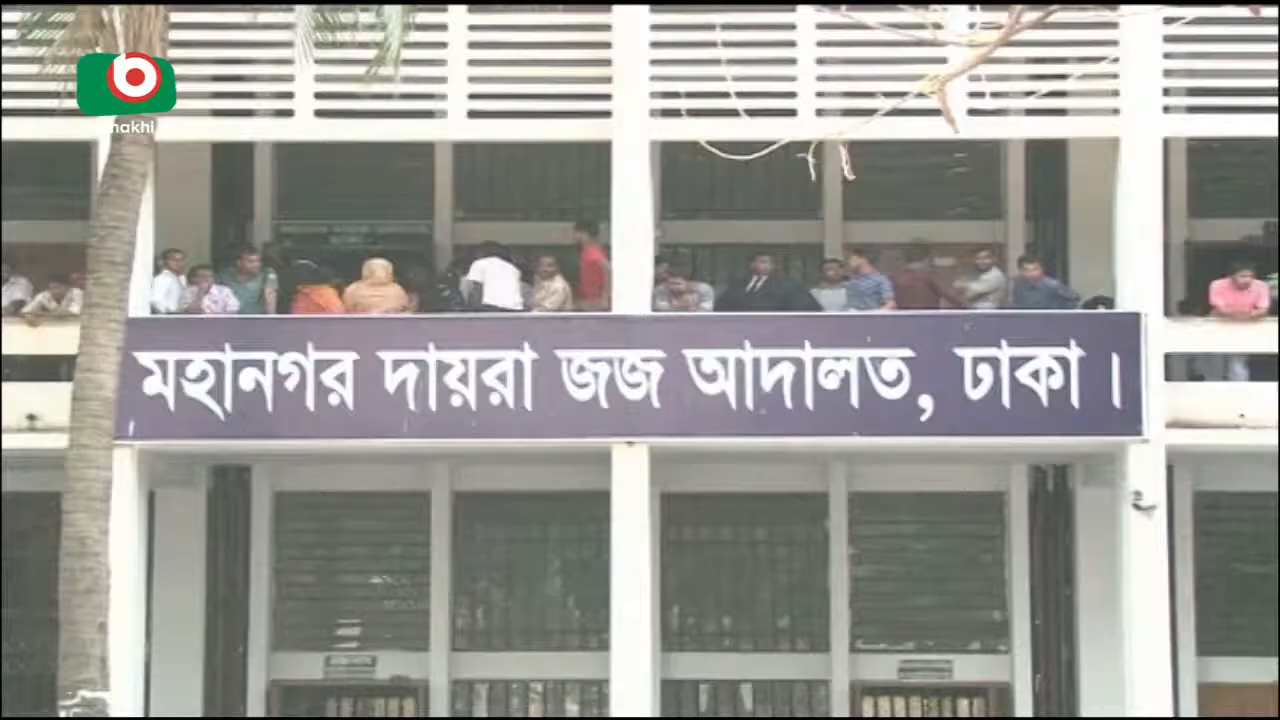 মহানগর দায়রা জজ আদালত, ঢাকা।